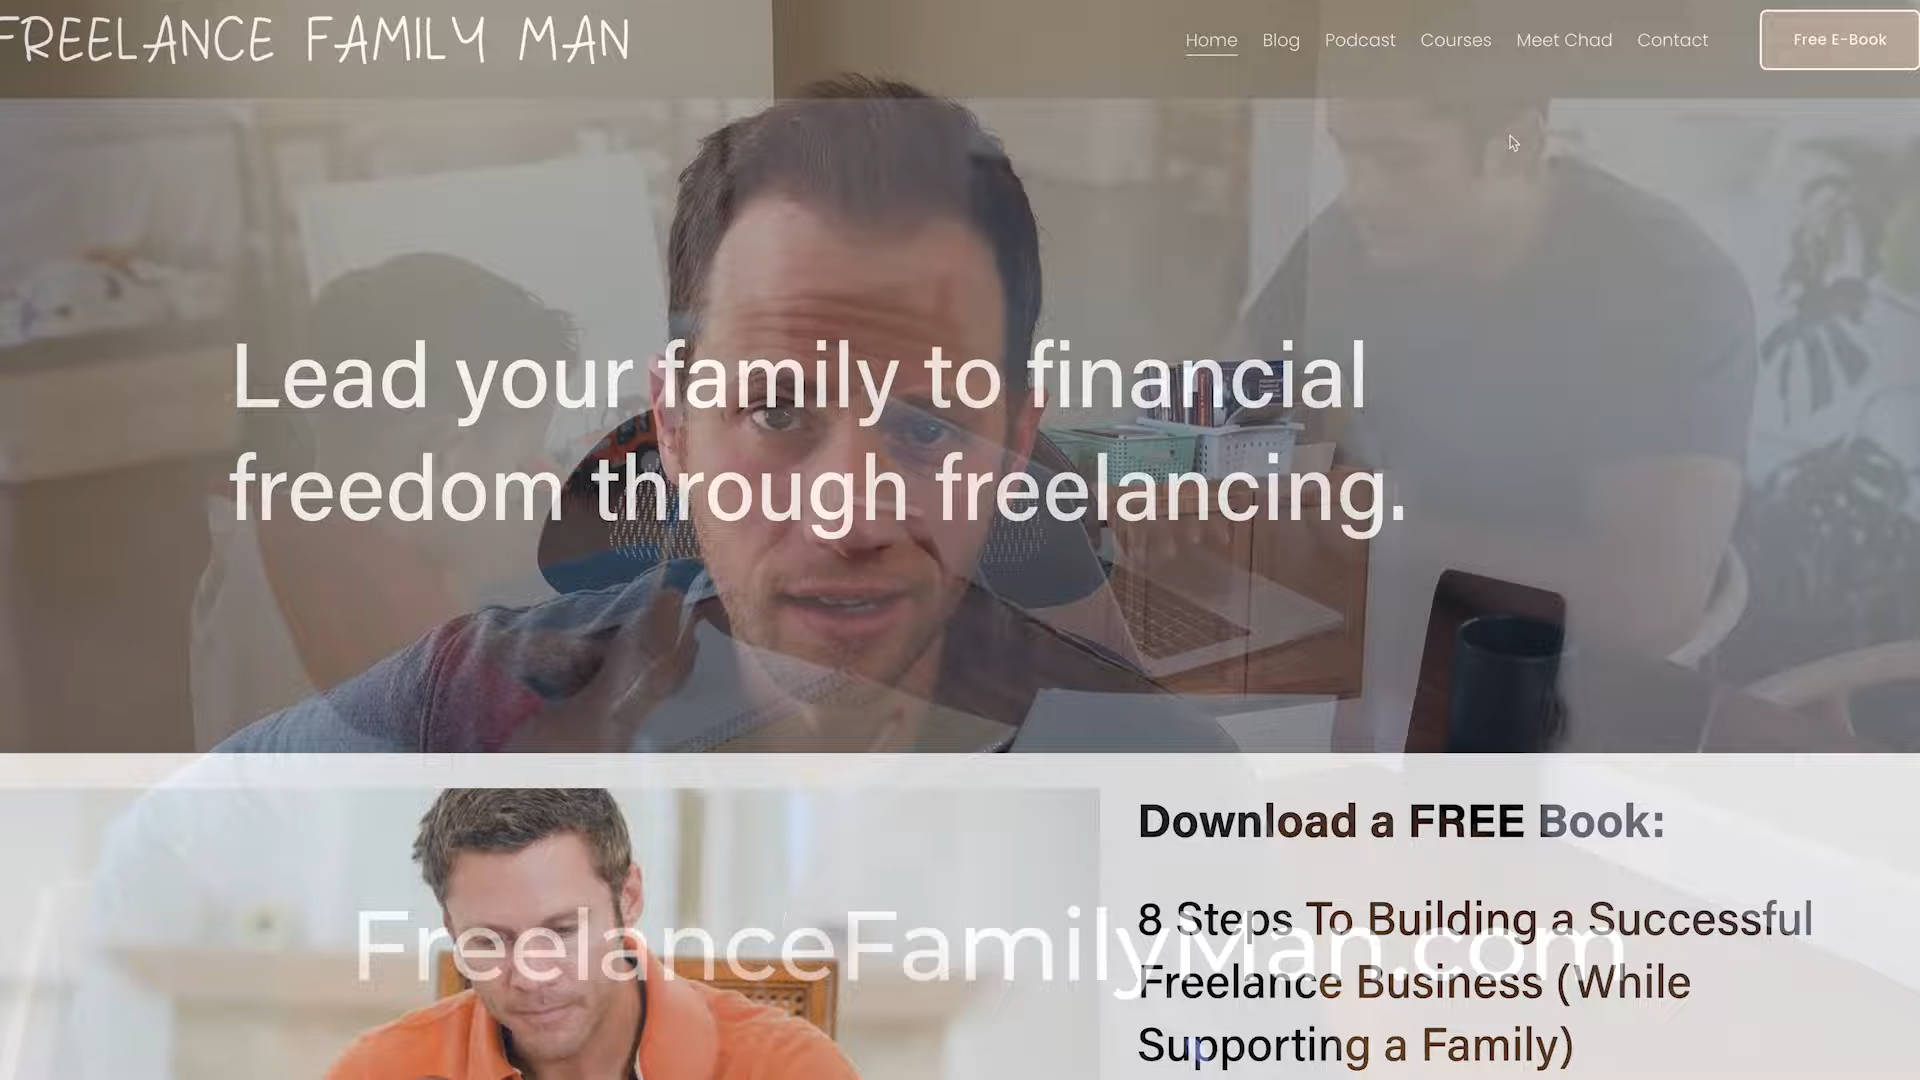 FREELANCE FAMILY MAN
Home Blog Podcast Courses Meet Chad Contact Free E-Book
Lead your family to financial
freedom through freelancing.
Download a FREE Book:
8 Steps To Building a Successful
Freelance Business (While
Supporting a Family)
FreelanceFamilyMan.com